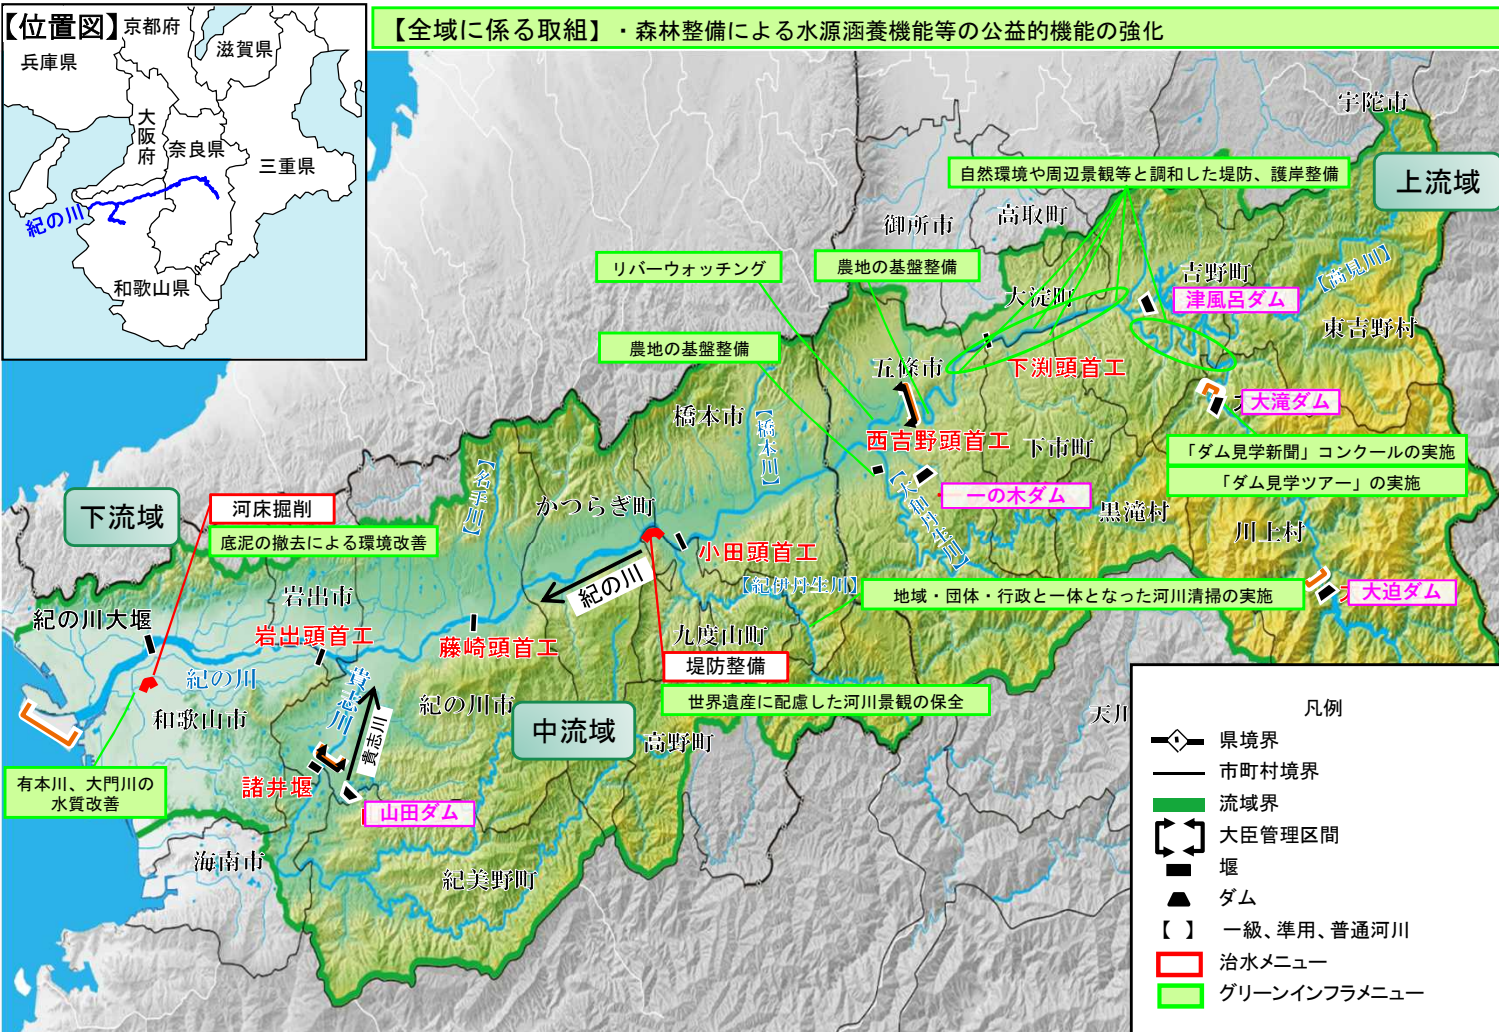 【位置図】
京都府
滋賀県
兵庫県
大阪府
奈良県
三重県
紀の川
和歌山県
【全域に係る取組】・森林整備による水源涵養機能等の公益的機能の強化
宇陀市
上流域
自然環境や周辺景観等と調和した堤防、護岸整備
御所市
高取町
リバーウォッチング
農地の基盤整備
吉野町
【高見川】
大淀町
津風呂ダム
東吉野村
農地の基盤整備
五條市
下渕頭首工
大滝ダム
橋本市
【橋本川】
西吉野頭首工
下市町
「ダム見学新聞」コンクールの実施
「ダム見学ツアー」の実施
【名手川】
一の木ダム
【大和丹生川】
黒滝村
川上村
かつらぎ町
下流域
河床掘削
底泥の撤去による環境改善
小田頭首工
紀の川
【紀伊丹生川】
地域・団体・行政と一体となった河川清掃の実施
大迫ダム
岩出市
紀の川大堰
岩出頭首工
藤崎頭首工
九度山町
堤防整備
世界遺産に配慮した河川景観の保全
紀の川
貴志川
和歌山市
紀の川市
中流域
高野町
天川
貴志川
諸井堰
山田ダム
有本川、大門川の
水質改善
海南市
紀美野町
凡例
県境界
市町村境界
流域界
大臣管理区間
堰
ダム
【 】 一級、準用、普通河川
治水メニュー
グリーンインフラメニュー